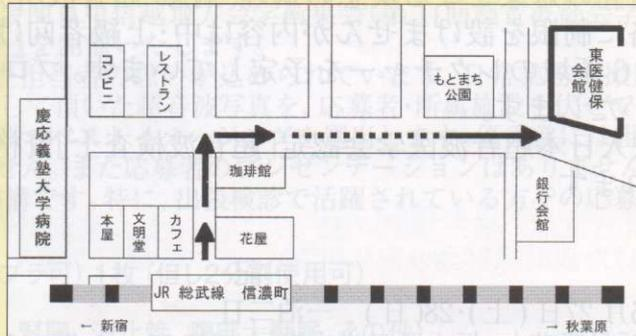 コンビニ
レストラン
もとまち
公園
東医健保
会館
慶応義塾大学病院
珈琲館
銀行会館
本屋
文明堂
カフェ
花屋
JR 総武線 信濃町
← 新宿
→ 秋葉原